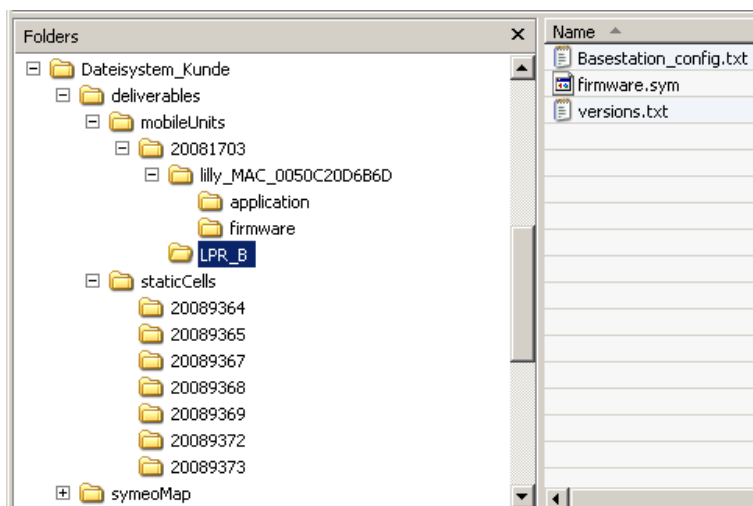 Folders
Dateisystem_Kunde
deliverables
mobileUnits
20081703
lilly_MAC_0050C20D6B6D
application
firmware
LPR_B
staticCells
20089364
20089365
20089367
20089368
20089369
20089372
20089373
symeoMap
Name
Basestation_config.txt
firmware.sym
versions.txt